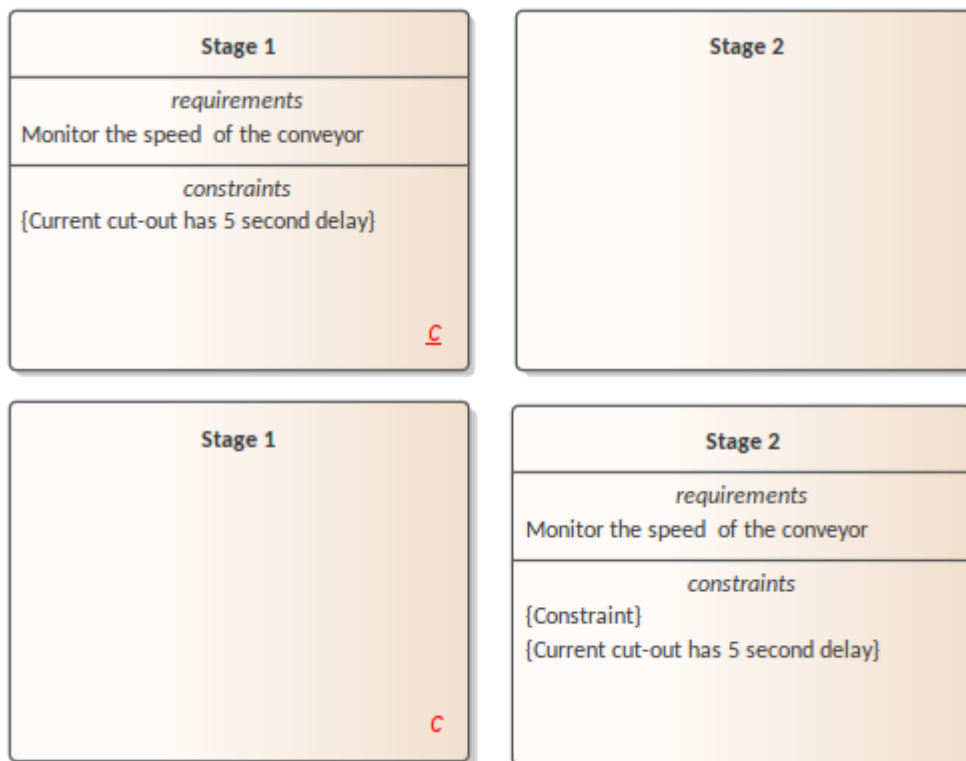 Stage 1
requirements
Monitor the speed  of the conveyor
constraints
{Current cut-out has 5 second delay}
C
Stage 2
Stage 1
C
Stage 2
requirements
Monitor the speed  of the conveyor
constraints
{Constraint}
{Current cut-out has 5 second delay}